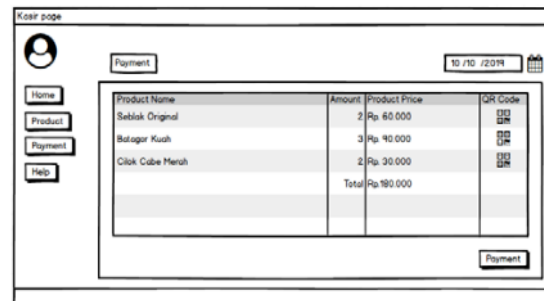 Kasir page
Payment
10 /10 /2019
Home
Product
Payment
Help
Product Name Amount Product Price QR Code
Seblak Original 2 Rp. 60.000
Batagor Kuah 3 Rp. 90.000
Cilok Cabe Merah 2 Rp. 30.000
Total Rp.180.000
Payment